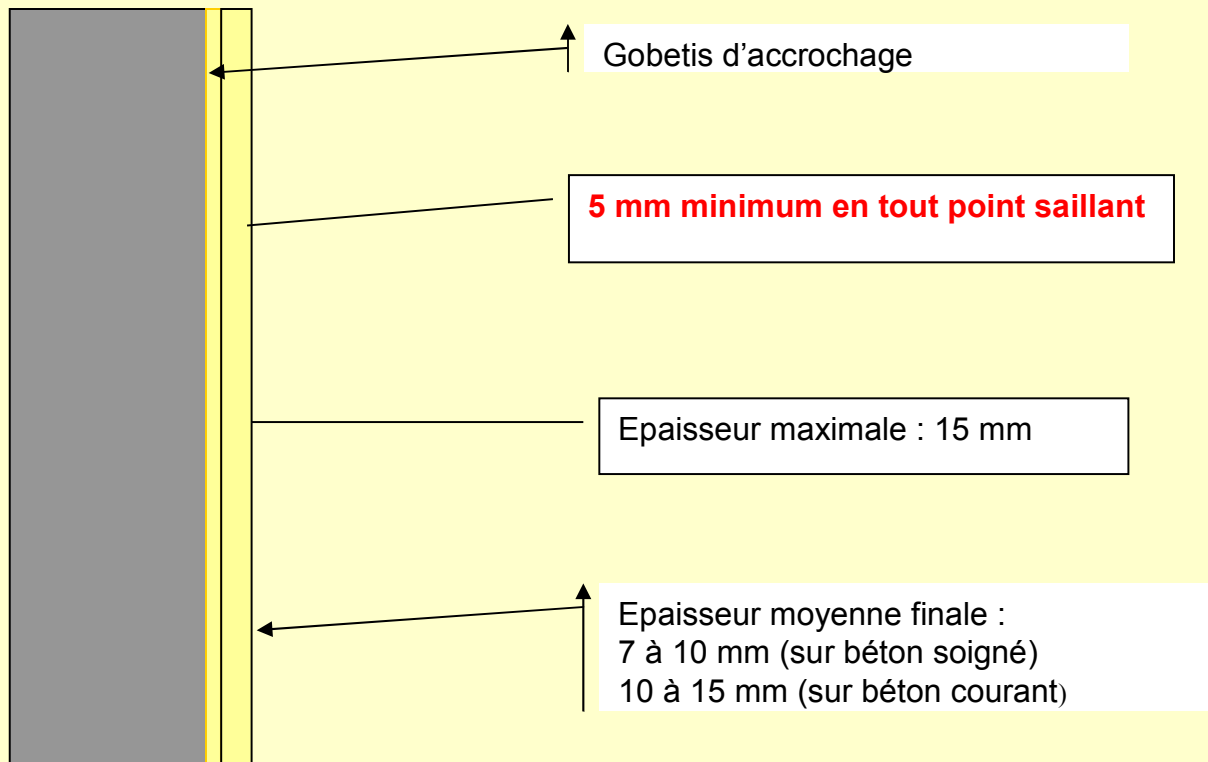 Gobetis d’accrochage
5 mm minimum en tout point saillant
Epaisseur maximale : 15 mm
Epaisseur moyenne finale :
7 à 10 mm (sur béton soigné)
10 à 15 mm (sur béton courant)